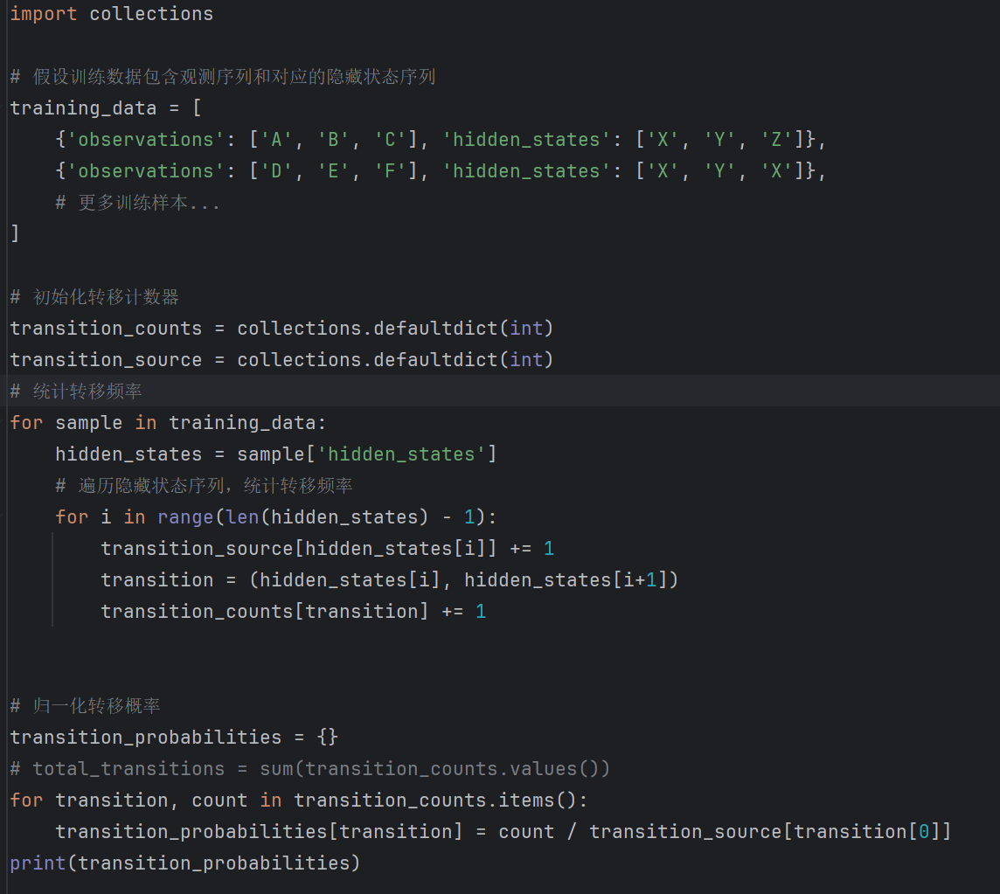 import collections
# 假设训练数据包含观测序列和对应的隐藏状态序列
training_data = [
    {'observations': ['A', 'B', 'C'], 'hidden_states': ['X', 'Y', 'Z']},
    {'observations': ['D', 'E', 'F'], 'hidden_states': ['X', 'Y', 'X']},
    # 更多训练样本...
]
# 初始化转移计数器
transition_counts = collections.defaultdict(int)
transition_source = collections.defaultdict(int)
# 统计转移频率
for sample in training_data:
    hidden_states = sample['hidden_states']
    # 遍历隐藏状态序列，统计转移频率
    for i in range(len(hidden_states) - 1):
        transition_source[hidden_states[i]] += 1
        transition = (hidden_states[i], hidden_states[i+1])
        transition_counts[transition] += 1
# 归一化转移概率
transition_probabilities = {}
# total_transitions = sum(transition_counts.values())
for transition, count in transition_counts.items():
    transition_probabilities[transition] = count / transition_source[transition[0]]
print(transition_probabilities)